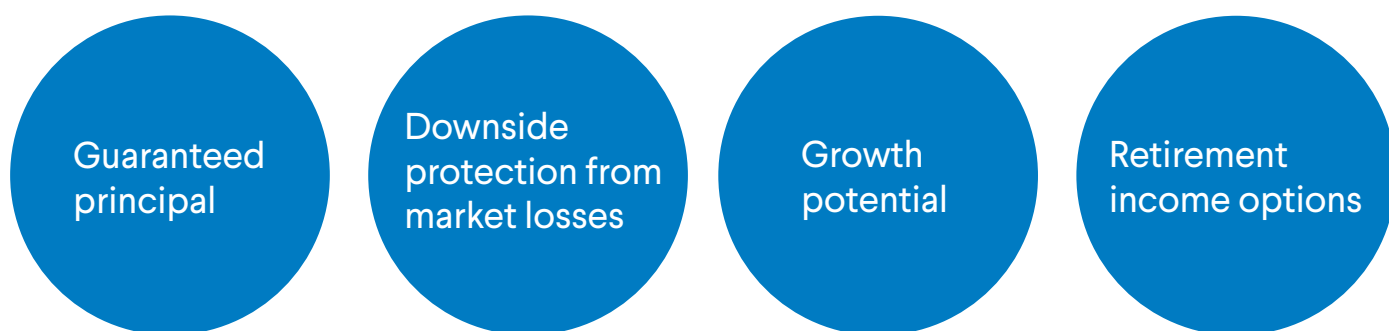 Guaranteed
principal
Downside
protection from
market losses
Growth
potential
Retirement
income options